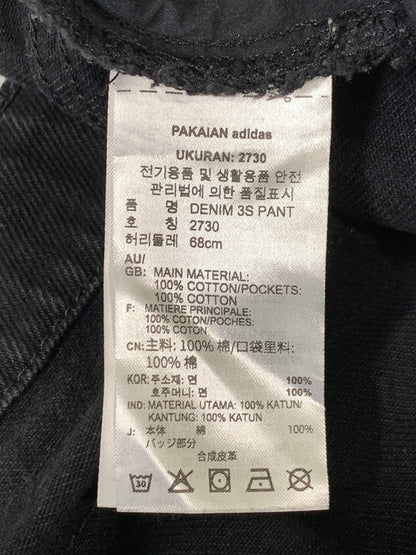 PAKAIAN adidas
UKURAN: 2730
전기용품 및 생활용품 안전
관리법에 의한 품질표시
품 명 DENIM 3S PANT
호 칭 2730
허리둘레 68cm
AU/
GB: MAIN MATERIAL:
100% COTTON/POCKETS:
100% COTTON
F: MATIERE PRINCIPALE:
100% COTON/POCHES:
100% COTON
CN: 主料: 100% 棉/口袋里料:
100% 棉
KOR: 주소재: 면 100%
호주머니: 면 100%
IND: MATERIAL UTAMA: 100% KATUN/
KANTUNG: 100% KATUN
J: 本体 綿 100%
バッジ部分
合成皮革
30